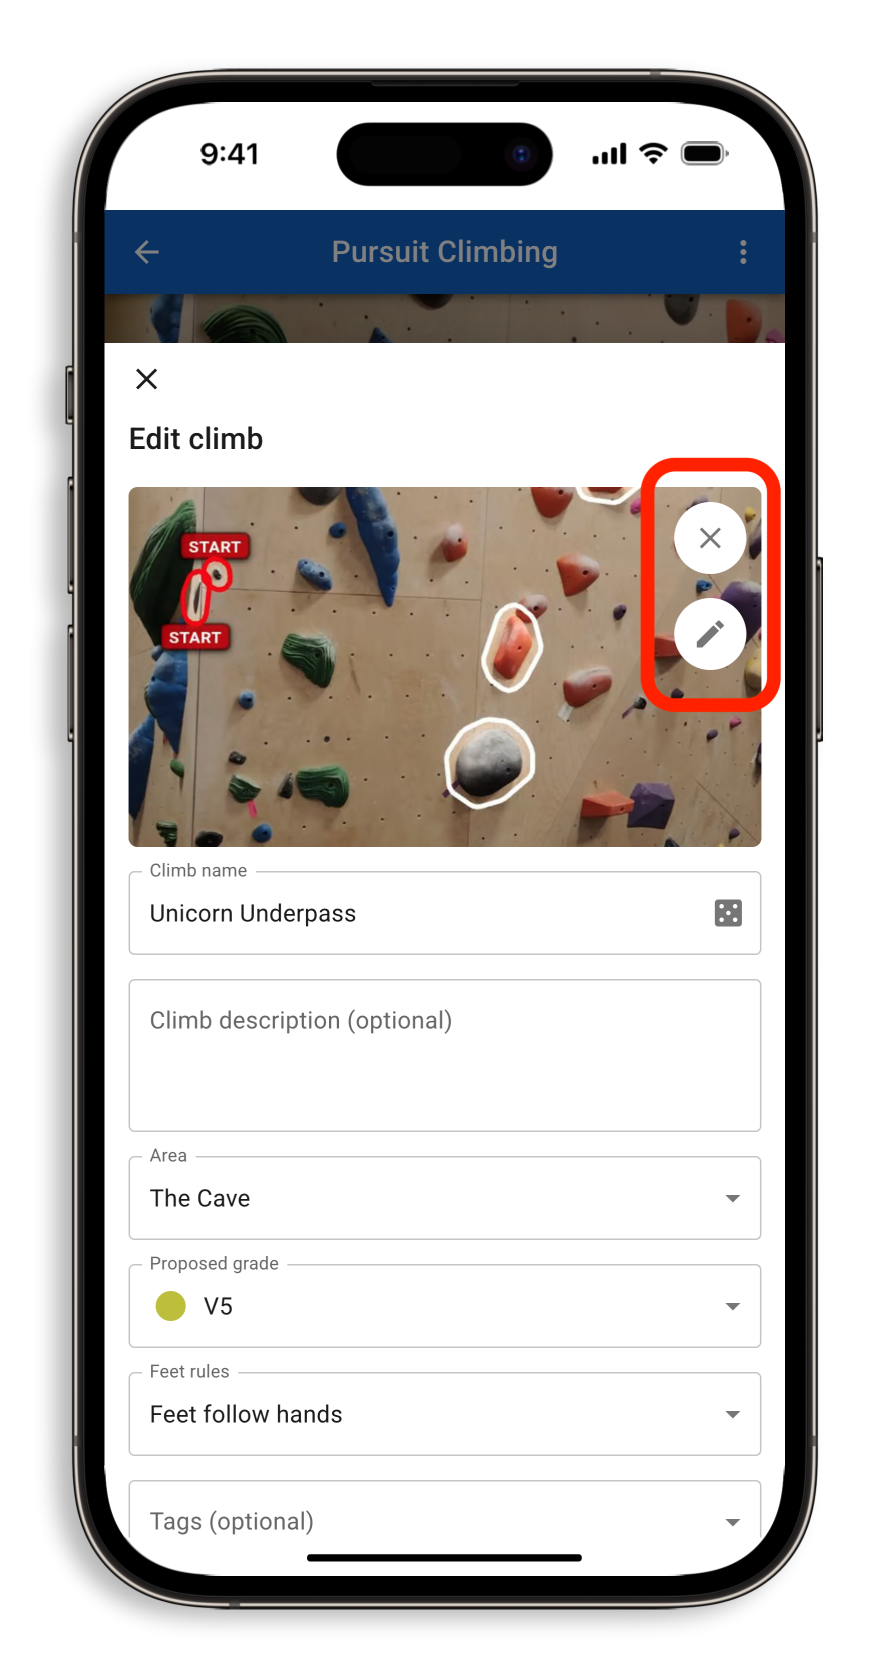 9:41
Pursuit Climbing
Edit climb
START
START
Climb name
Unicorn Underpass
Climb description (optional)
Area
The Cave
Proposed grade
V5
Feet rules
Feet follow hands
Tags (optional)